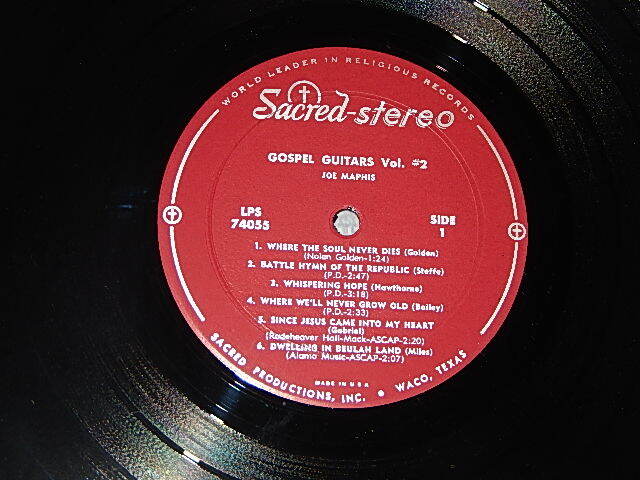 WORLD LEADER IN RELIGIOUS RECORDS
Sacred-stereo
GOSPEL GUITARS Vol. #2
JOE MAPHIS
LPS
74055
SIDE
1
1. WHERE THE SOUL NEVER DIES (Golden)
(Nolan Golden-1:24)
2. BATTLE HYMN OF THE REPUBLIC (Steffe)
(P.D.-2:47)
3. WHISPERING HOPE (Hawthorne)
(P.D.-3:18)
4. WHERE WE'LL NEVER GROW OLD (Bailey)
(P.D.-2:33)
5. SINCE JESUS CAME INTO MY HEART
(Gabriel)
(Rodeheaver Hall-Mack-ASCAP-2:20)
6. DWELLING IN BEULAH LAND (Miles)
(Alamo Music-ASCAP-2:07)
MADE IN U S A
SACRED PRODUCTIONS, INC. • WACO, TEXAS